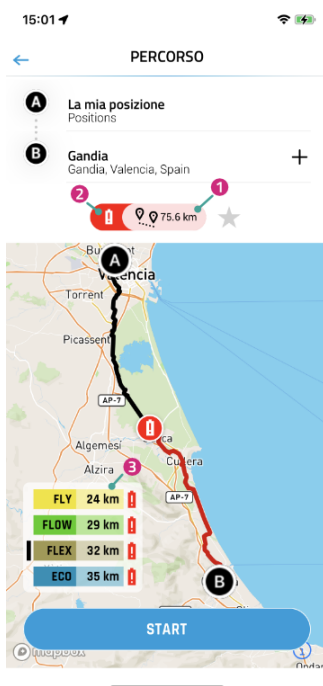 15:01
PERCORSO
A
La mia posizione
Positions
B
Gandia
Gandia, Valencia, Spain
2
1
75.6 km
A
Valencia
Torrent
Picassent
AP-7
Algemesí
Cullera
Alzira
3
AP-7
FLY 24 km
FLOW 29 km
FLEX 32 km
ECO 35 km
B
START
mapbox